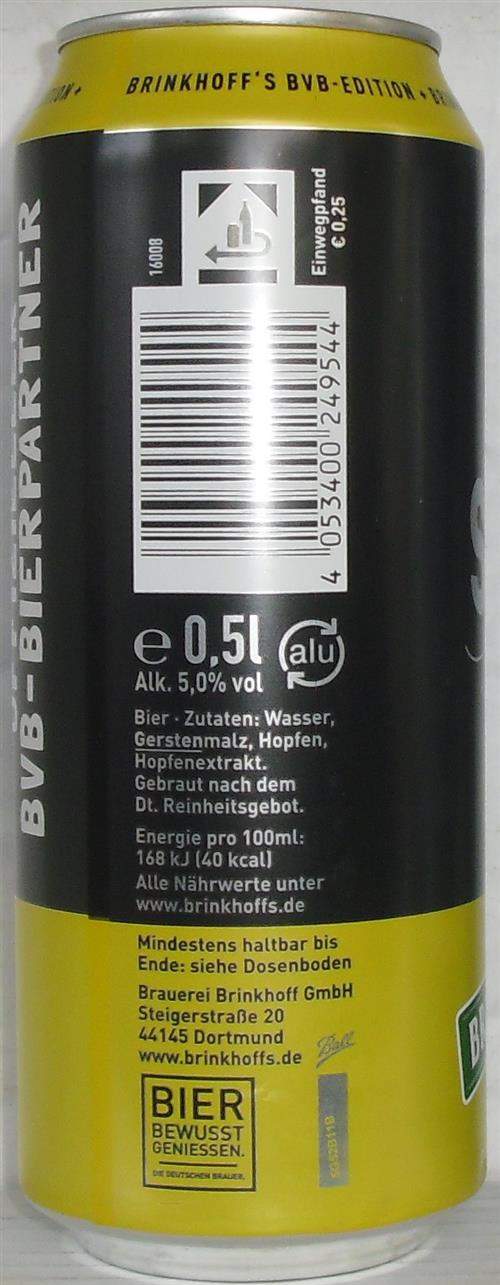 BRINKHOFF'S BVB-EDITION +
16008
Einwegpfand
€ 0,25
4 053400 249544
BVB-BIERPARTNER
e 0,5l
alu
Alk. 5,0% vol
Bier · Zutaten: Wasser,
Gerstenmalz, Hopfen,
Hopfenextrakt.
Gebraut nach dem
Dt. Reinheitsgebot.
Energie pro 100ml:
168 kJ (40 kcal)
Alle Nährwerte unter
www.brinkhoffs.de
Mindestens haltbar bis
Ende: siehe Dosenboden
Brauerei Brinkhoff GmbH
Steigerstraße 20
44145 Dortmund
www.brinkhoffs.de
Ball
BIER
BEWUSST
GENIESSEN.
DIE DEUTSCHEN BRAUER.